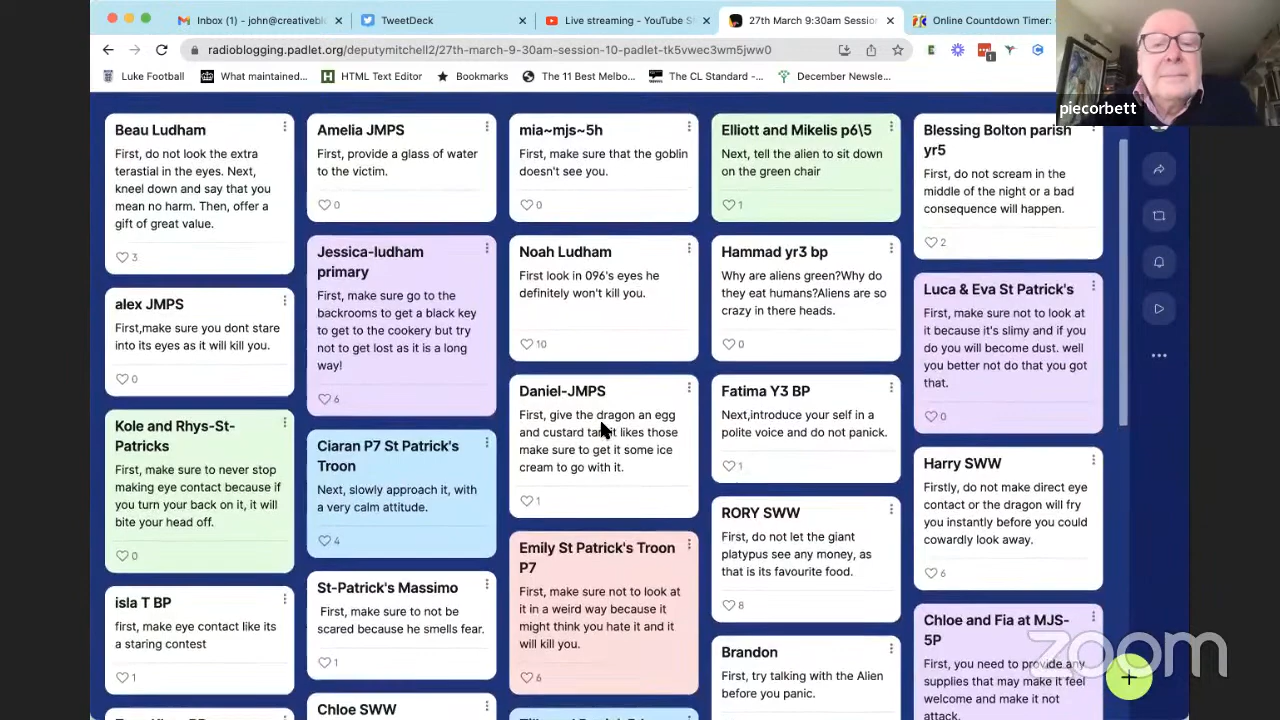 Inbox (1) - john@creativebl
TweetDeck
Live streaming - YouTube S
27th March 9:30am Session
Online Countdown Timer:
radioblogging.padlet.org/deputymitchell2/27th-march-9-30am-session-10-padlet-tk5vwec3wm5jww0
1
Luke Football
What maintained...
HTML Text Editor
Bookmarks
The 11 Best Melbo...
The CL Standard -...
December Newsle...
piecorbett
Beau Ludham
First, do not look the extra
terastial in the eyes. Next,
kneel down and say that you
mean no harm. Then, offer a
gift of great value.
3
alex JMPS
First,make sure you dont stare
into its eyes as it will kill you.
0
Kole and Rhys-St-
Patricks
First, make sure to never stop
making eye contact because if
you turn your back on it, it will
bite your head off.
0
isla T BP
first, make eye contact like its
a staring contest
1
Amelia JMPS
First, provide a glass of water
to the victim.
0
Jessica-ludham
primary
First, make sure go to the
backrooms to get a black key
to get to the cookery but try
not to get lost as it is a long
way!
6
Ciaran P7 St Patrick's
Troon
Next, slowly approach it, with
a very calm attitude.
4
St-Patrick's Massimo
First, make sure to not be
scared because he smells fear.
1
Chloe SWW
mia~mjs~5h
First, make sure that the goblin
doesn't see you.
0
Noah Ludham
First look in 096's eyes he
definitely won't kill you.
10
Daniel-JMPS
First, give the dragon an egg
and custard it likes those
make sure to get it some ice
cream to go with it.
1
Emily St Patrick's Troon
P7
First, make sure not to look at
it in a weird way because it
might think you hate it and it
will kill you.
6
Elliott and Mikelis p6\5
Next, tell the alien to sit down
on the green chair
1
Hammad yr3 bp
Why are aliens green?Why do
they eat humans?Aliens are so
crazy in there heads.
0
Fatima Y3 BP
Next,introduce your self in a
polite voice and do not panick.
1
RORY SWW
First, do not let the giant
platypus see any money, as
that is its favourite food.
8
Brandon
First, try talking with the Alien
before you panic.
Blessing Bolton parish
yr5
First, do not scream in the
middle of the night or a bad
consequence will happen.
2
Luca & Eva St Patrick's
First, make sure not to look at
it because it's slimy and if you
do you will become dust. well
you better not do that you got
that.
0
Harry SWW
Firstly, do not make direct eye
contact or the dragon will fry
you instantly before you could
cowardly look away.
6
Chloe and Fia at MJS-
5P
First, you need to provide any
supplies that may make it feel
welcome and make it not
attack.
zoom